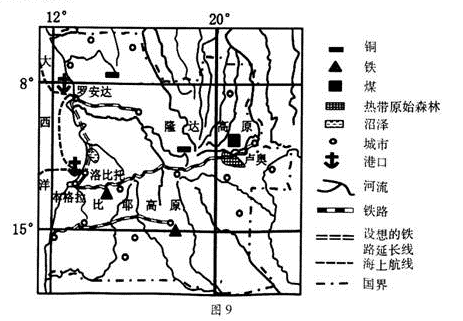 12° 20°
8°
大
西
洋
罗安达
隆达高原
卢奥
洛比托
本格拉
比耶高原
15°
铜
铁
煤
热带原始森林
沼泽
城市
港口
河流
铁路
设想的铁
路延长线
海上航线
国界
图9